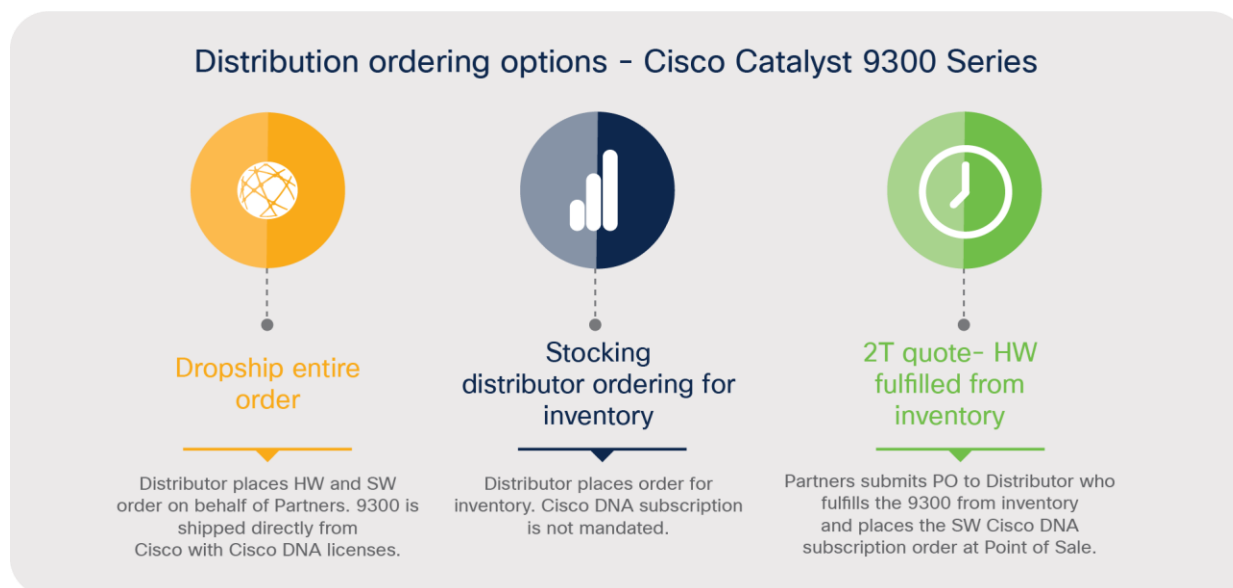 Distribution ordering options - Cisco Catalyst 9300 Series
Dropship entire
order
Distributor places HW and SW
order on behalf of Partners. 9300 is
shipped directly from
Cisco with Cisco DNA licenses.
Stocking
distributor ordering for
inventory
Distributor places order for
inventory. Cisco DNA subscription
is not mandated.
2T quote- HW
fulfilled from
inventory
Partners submits PO to Distributor who
fulfills the 9300 from inventory
and places the SW Cisco DNA
subscription order at Point of Sale.